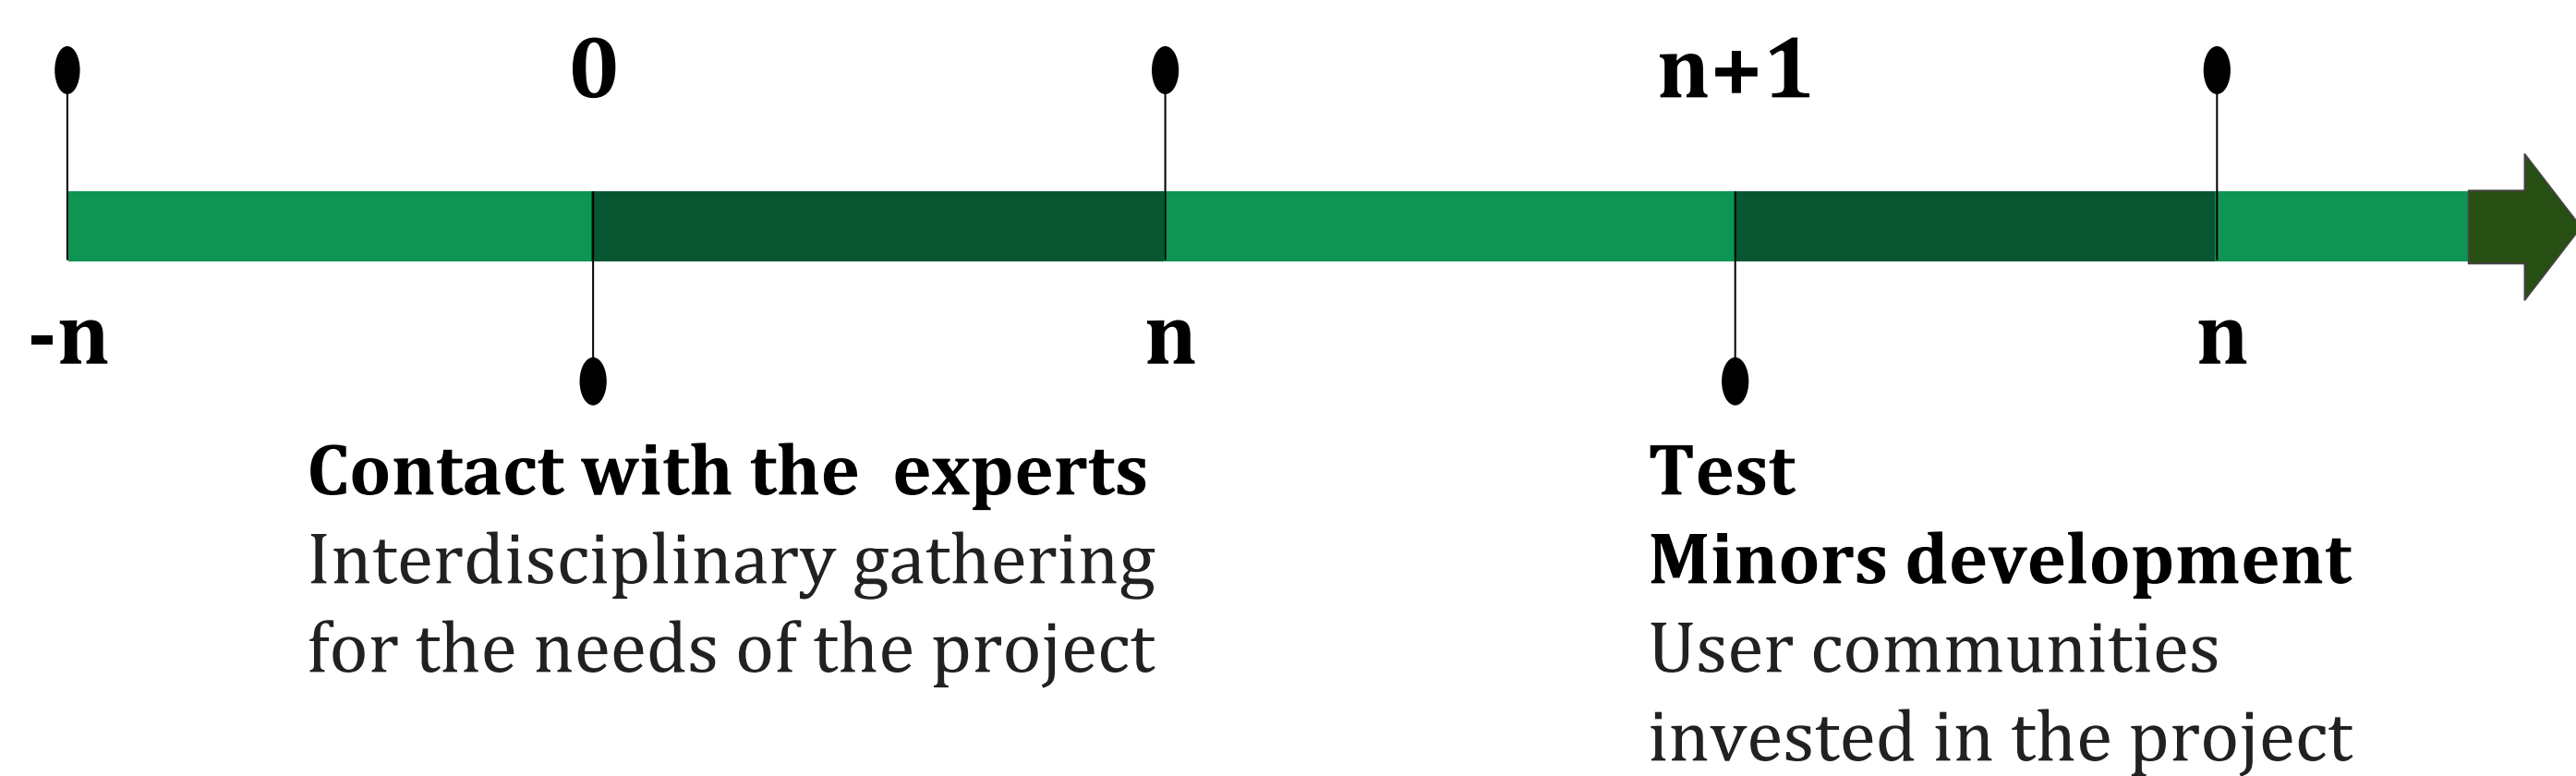 0
n+1
-n
n
n
Contact with the  experts
Interdisciplinary gathering
for the needs of the project
Test
Minors development
User communities
invested in the project